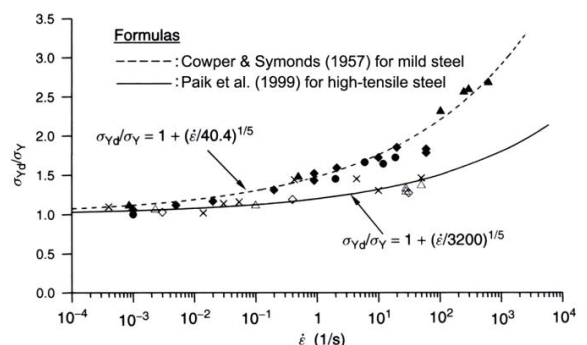 Formulas
-----:Cowper & Symonds (1957) for mild steel
———:Paik et al. (1999) for high-tensile steel
3.5
3.0
2.5
2.0
1.5
1.0
0.5
0.0
σYd/σY
σYd/σY = 1 + (ε̇/40.4)^1/5
σYd/σY = 1 + (ε̇/3200)^1/5
10^−4 10^−3 10^−2 10^−1 1 10^1 10^2 10^3 10^4
ε̇ (1/s)